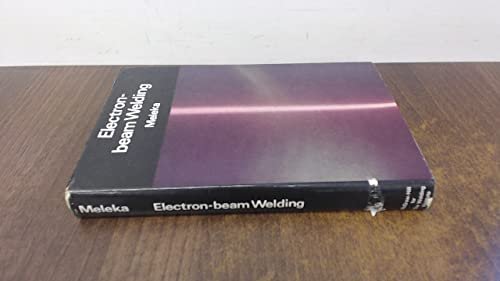 Electron-
beam Welding
Meleka
Meleka Electron-beam Welding